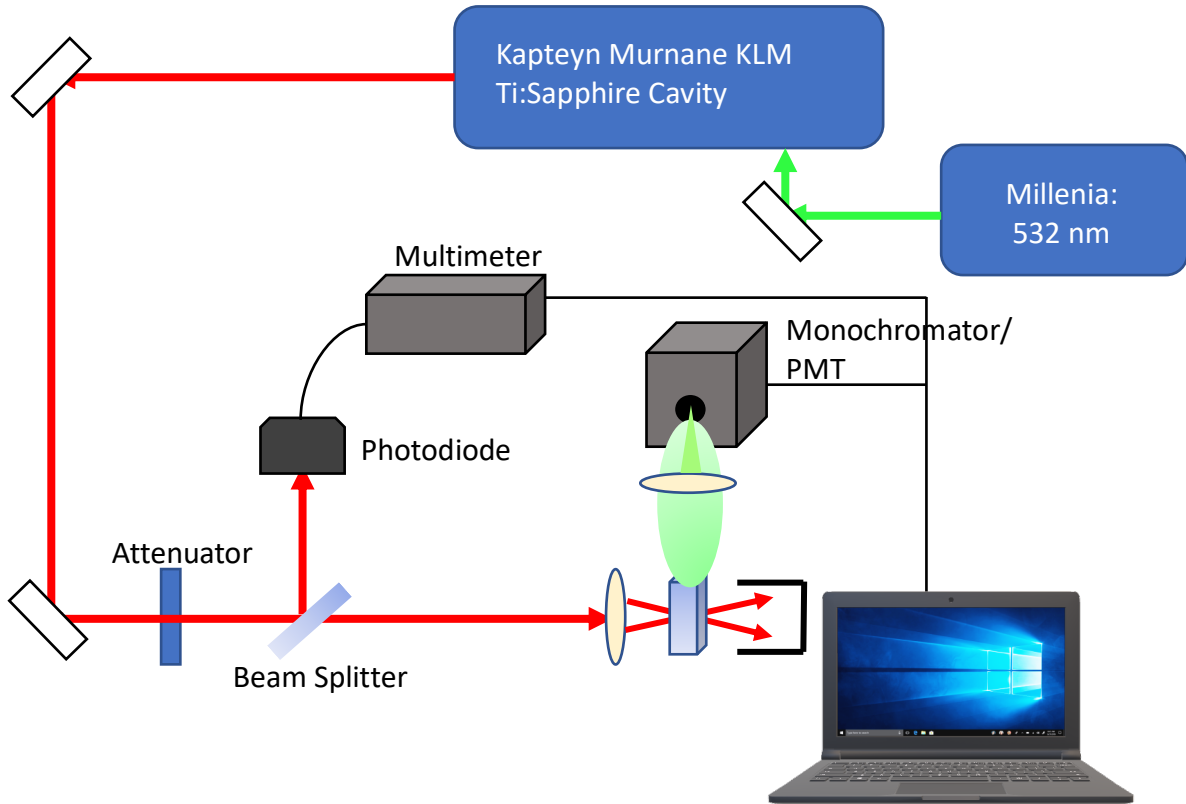 Kapteyn Murnane KLM
Ti:Sapphire Cavity
Millenia:
532 nm
Multimeter
Monochromator/
PMT
Photodiode
Attenuator
Beam Splitter